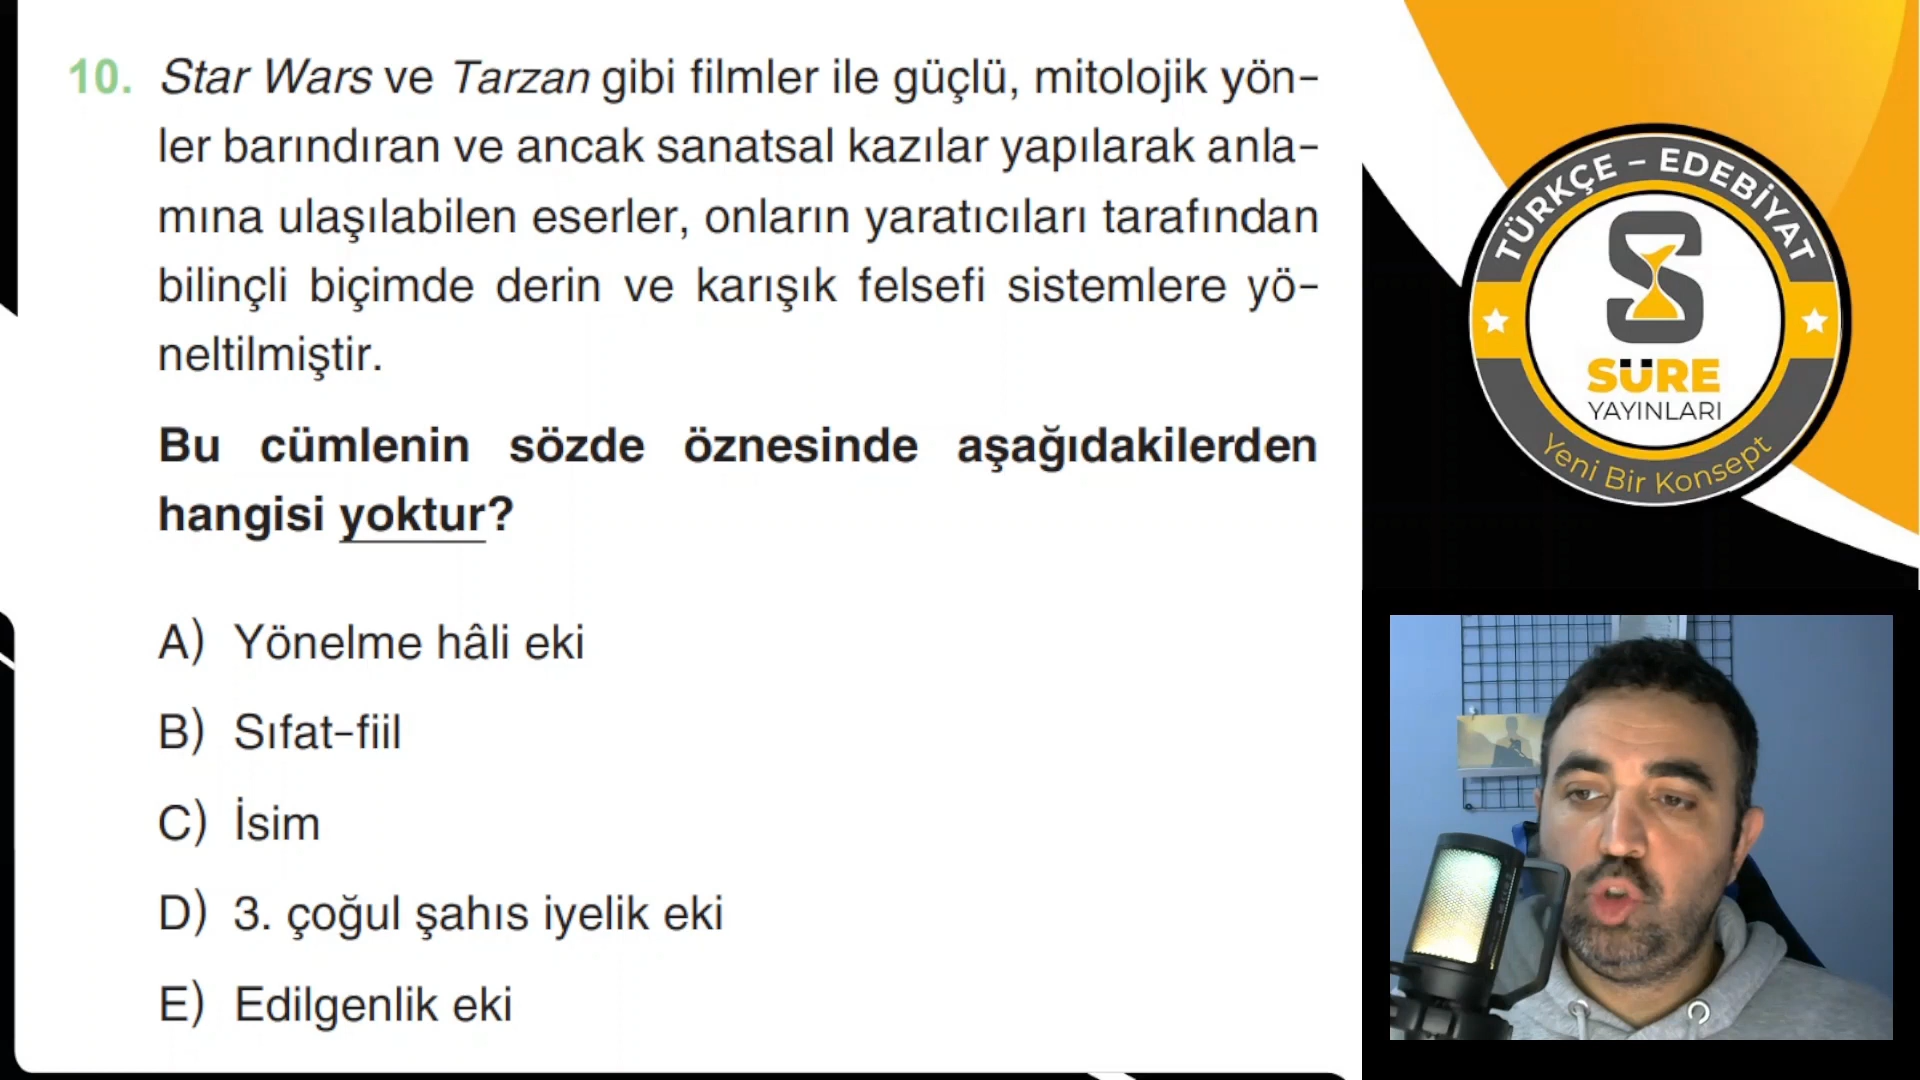 10. Star Wars ve Tarzan gibi filmler ile güçlü, mitolojik yön-
ler barındıran ve ancak sanatsal kazılar yapılarak anla-
mına ulaşılabilen eserler, onların yaratıcıları tarafından
bilinçli biçimde derin ve karışık felsefi sistemlere yö-
neltilmiştir.
Bu cümlenin sözde öznesinde aşağıdakilerden
hangisi yoktur?
A) Yönelme hâli eki
B) Sıfat-fiil
C) İsim
D) 3. çoğul şahıs iyelik eki
E) Edilgenlik eki
TÜRKÇE – EDEBİYAT
SÜRE
YAYINLARI
Yeni Bir Konsept